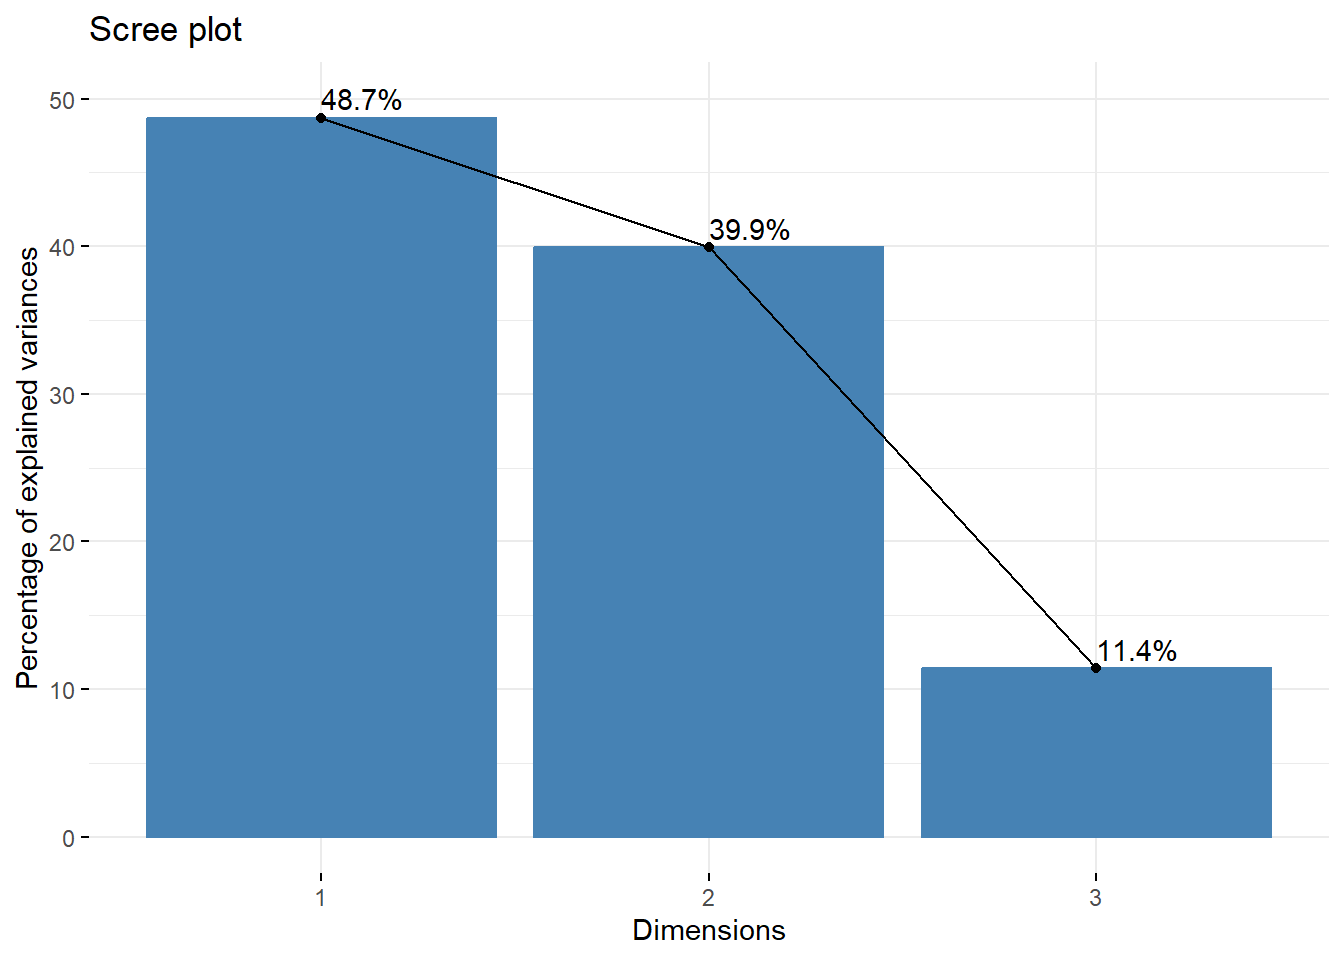 Scree plot
Percentage of explained variances
50
40
30
20
10
0
48.7%
39.9%
11.4%
1 2 3
Dimensions